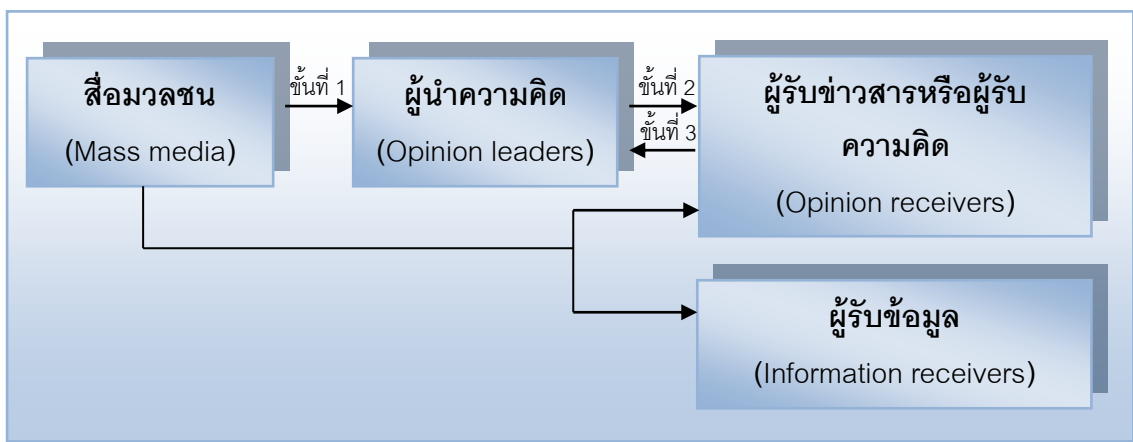 สื่อมวลชน
(Mass media)
ขั้นที่ 1
ผู้นำความคิด
(Opinion leaders)
ขั้นที่ 2
ขั้นที่ 3
ผู้รับข่าวสารหรือผู้รับ
ความคิด
(Opinion receivers)
ผู้รับข้อมูล
(Information receivers)